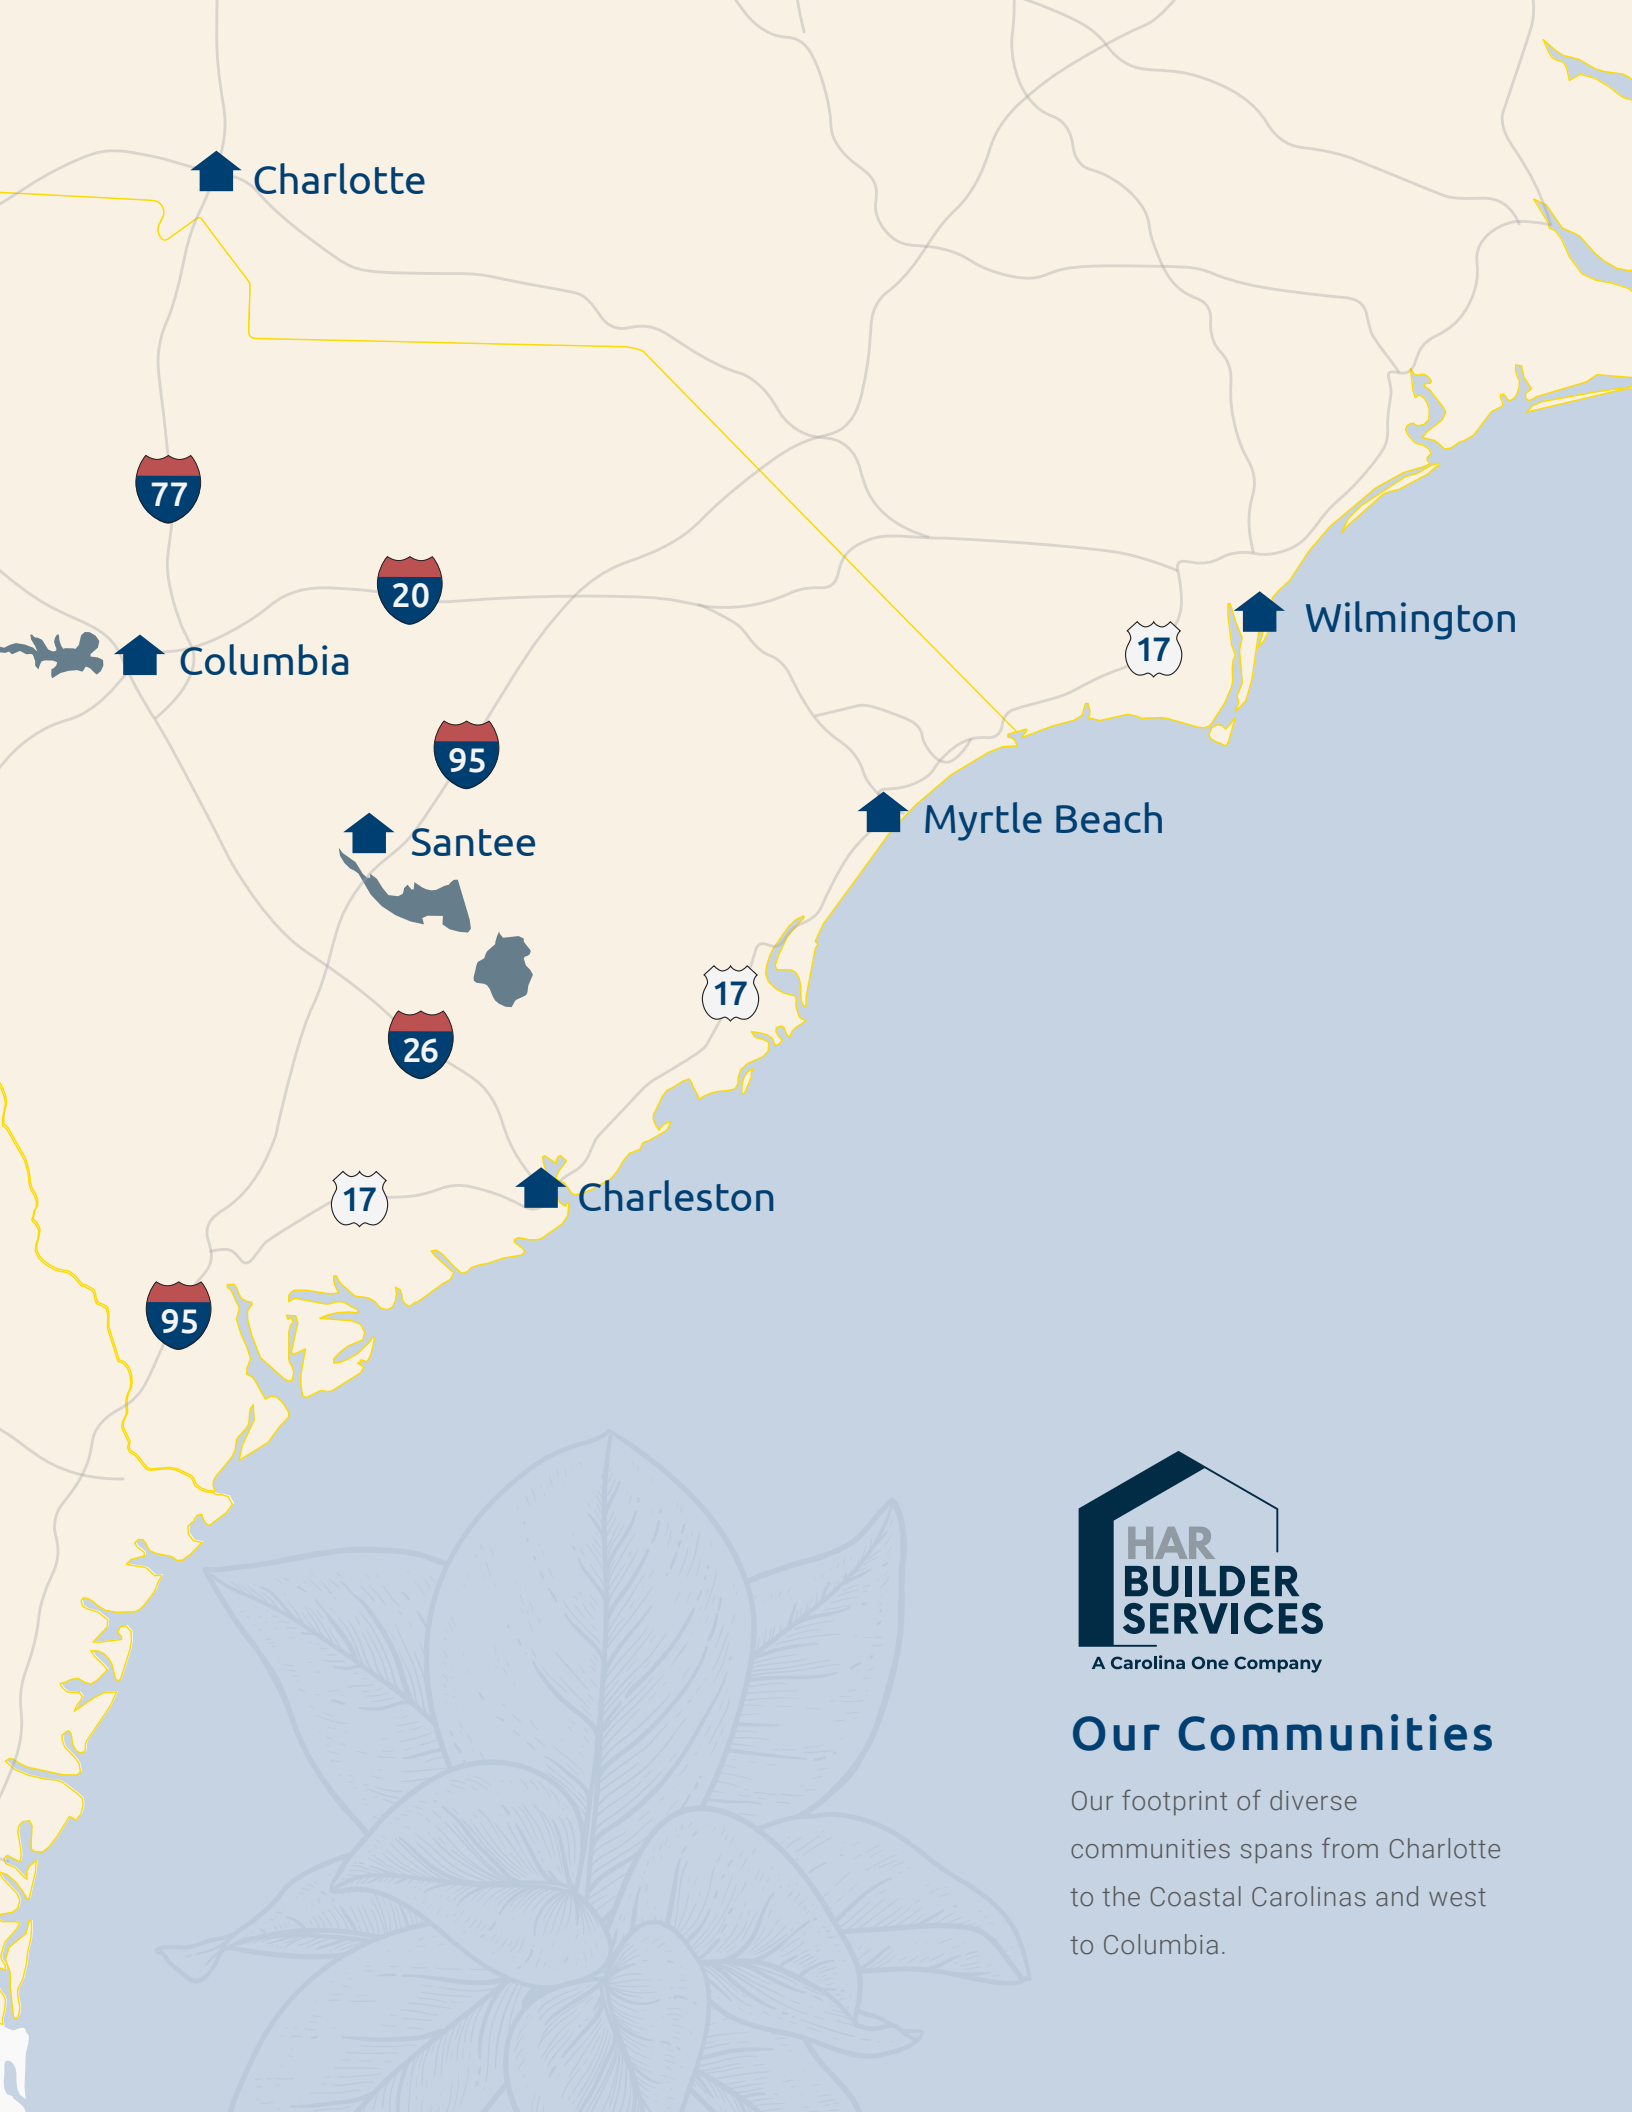 Charlotte
77
20
Wilmington
17
Columbia
95
Myrtle Beach
Santee
17
26
17
Charleston
95
HAR
BUILDER
SERVICES
A Carolina One Company
Our Communities
Our footprint of diverse
communities spans from Charlotte
to the Coastal Carolinas and west
to Columbia.